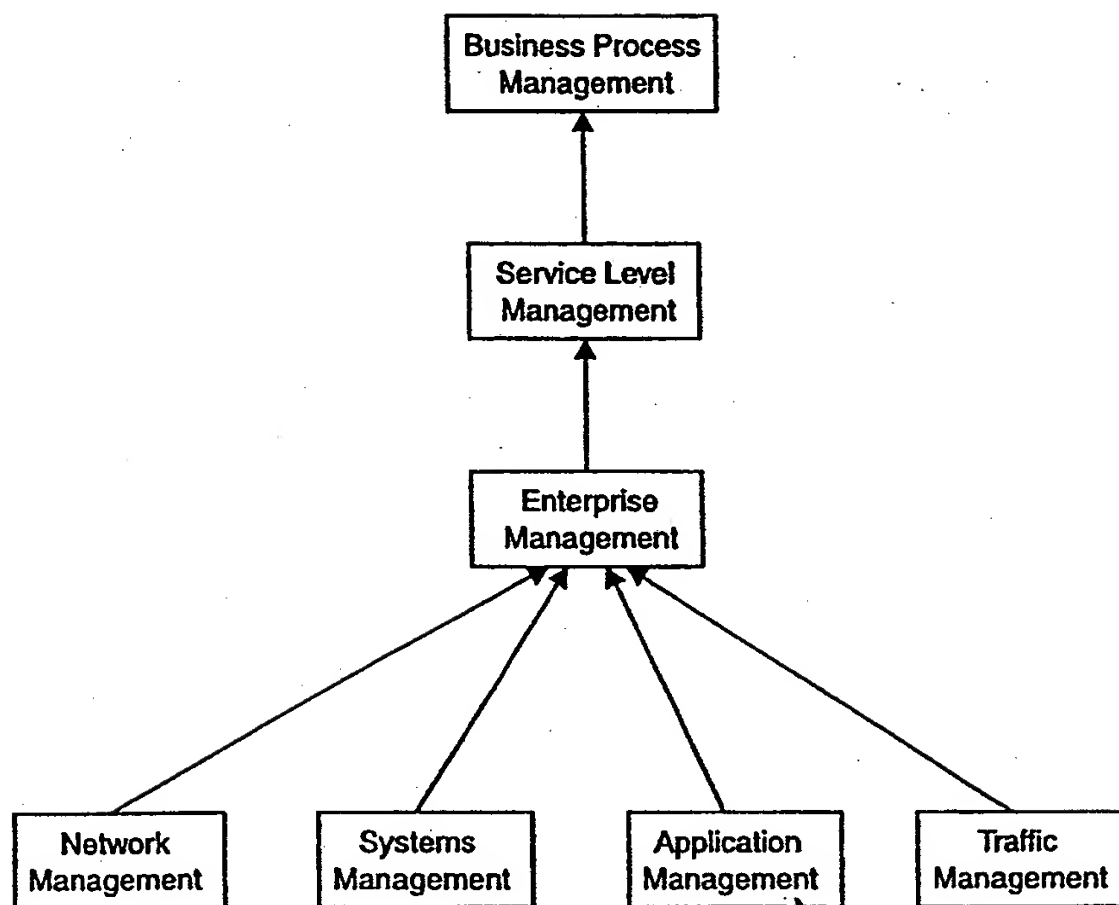 Business Process
Management
Service Level
Management
Enterprise
Management
Network
Management
Systems
Management
Application
Management
Traffic
Management